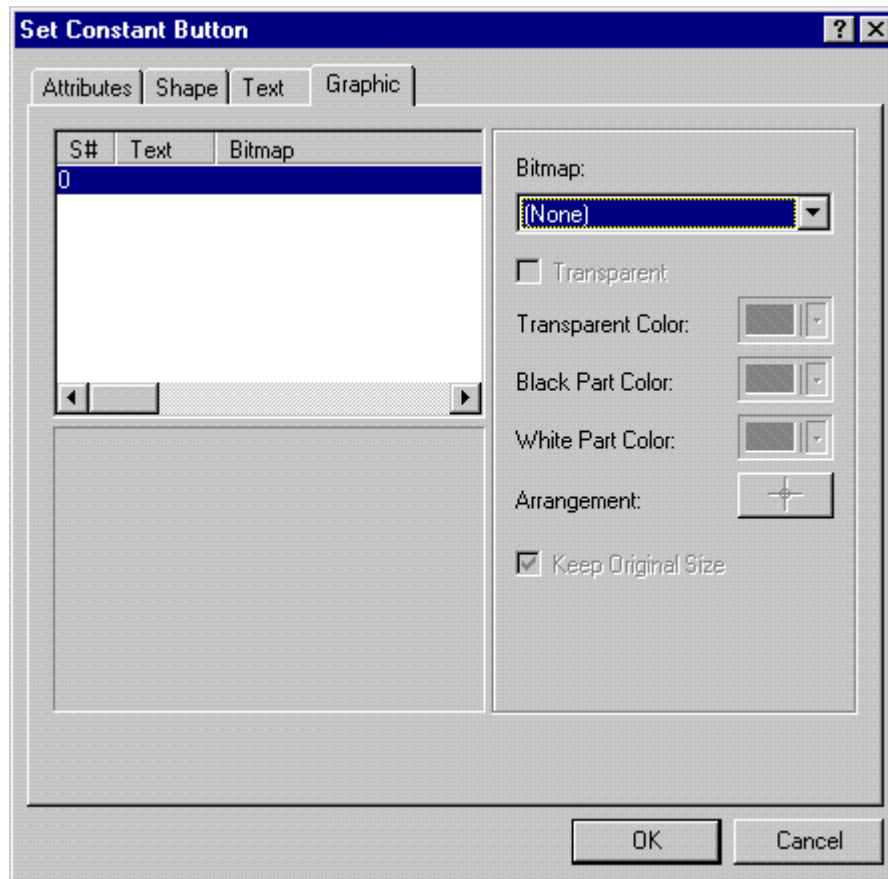 Set Constant Button
Attributes Shape Text Graphic
S# Text Bitmap
0
Bitmap:
(None)
Transparent
Transparent Color:
Black Part Color:
White Part Color:
Arrangement:
Keep Original Size
OK Cancel